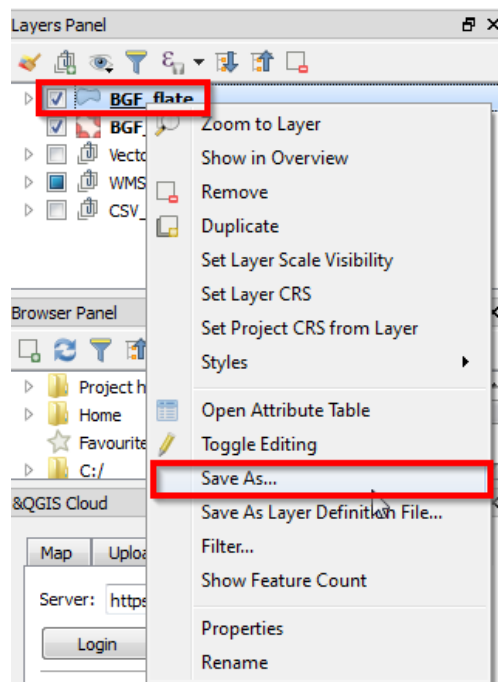 Layers Panel
BGF_flate
BGF_
Zoom to Layer
Show in Overview
Remove
Duplicate
Set Layer Scale Visibility
Set Layer CRS
Set Project CRS from Layer
Styles
Open Attribute Table
Toggle Editing
Save As...
Save As Layer Definition File...
Filter...
Show Feature Count
Properties
Rename
Vecto
WMS
CSV_
Browser Panel
Project h
Home
Favourite
C:/
&QGIS Cloud
Map Uploa
Server: https
Login